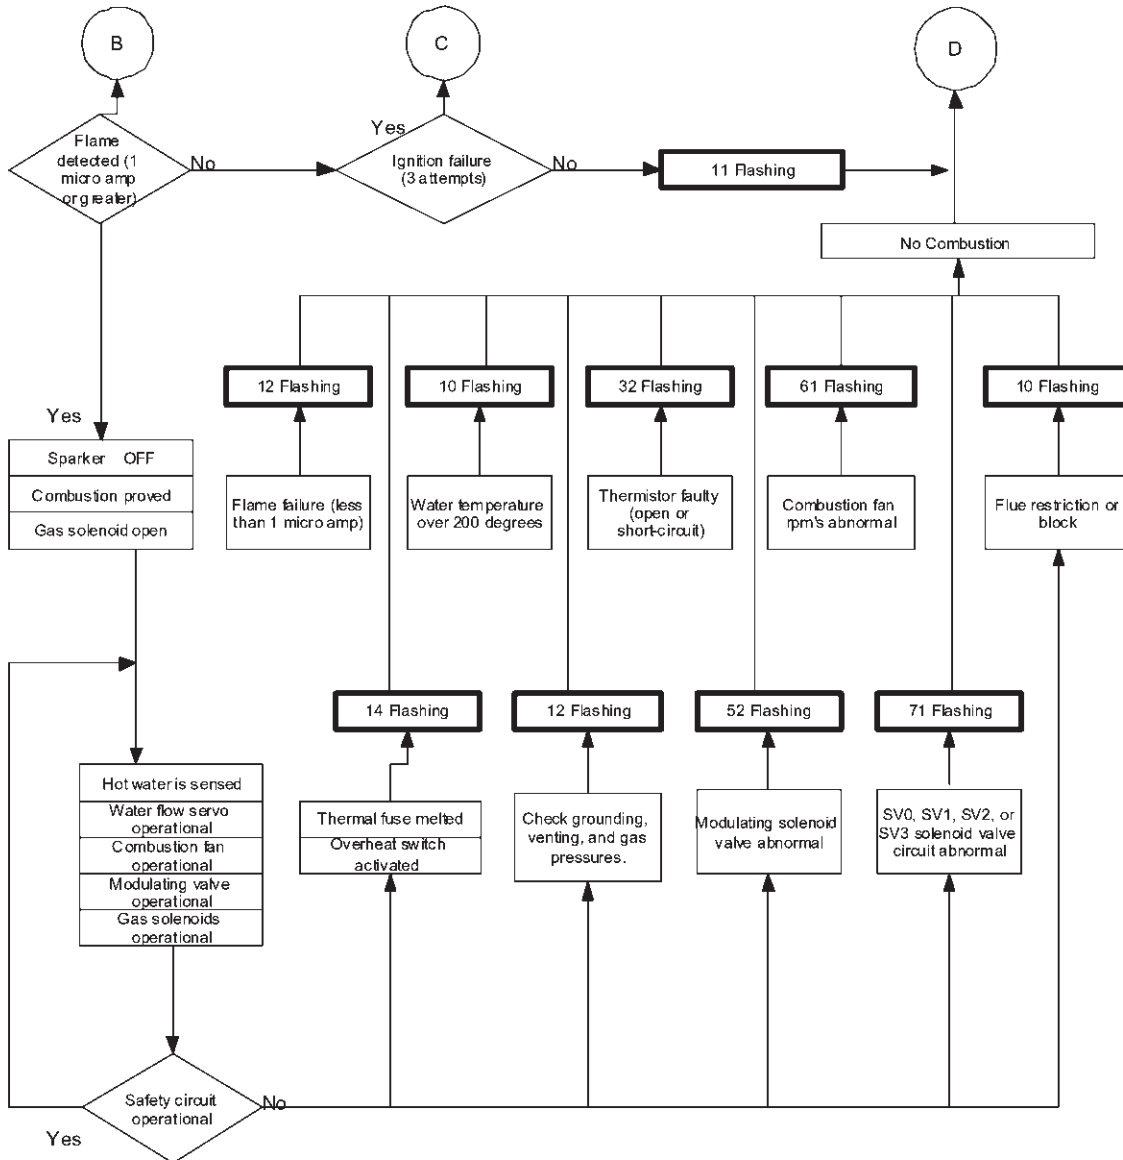 B
C
D
Flame
detected (1
micro amp
or greater)
No
Yes
Ignition failure
(3 attempts)
No
11 Flashing
No Combustion
12 Flashing
10 Flashing
32 Flashing
61 Flashing
10 Flashing
Yes
Sparker OFF
Combustion proved
Gas solenoid open
Flame failure (less
than 1 micro amp)
Water temperature
over 200 degrees
Thermistor faulty
(open or
short-circuit)
Combustion fan
rpm's abnormal
Flue restriction or
block
14 Flashing
12 Flashing
52 Flashing
71 Flashing
Hot water is sensed
Water flow servo
operational
Combustion fan
operational
Modulating valve
operational
Gas solenoids
operational
Thermal fuse melted
Overheat switch
activated
Check grounding,
venting, and gas
pressures.
Modulating solenoid
valve abnormal
SV0, SV1, SV2, or
SV3 solenoid valve
circuit abnormal
Safety circuit
operational
No
Yes